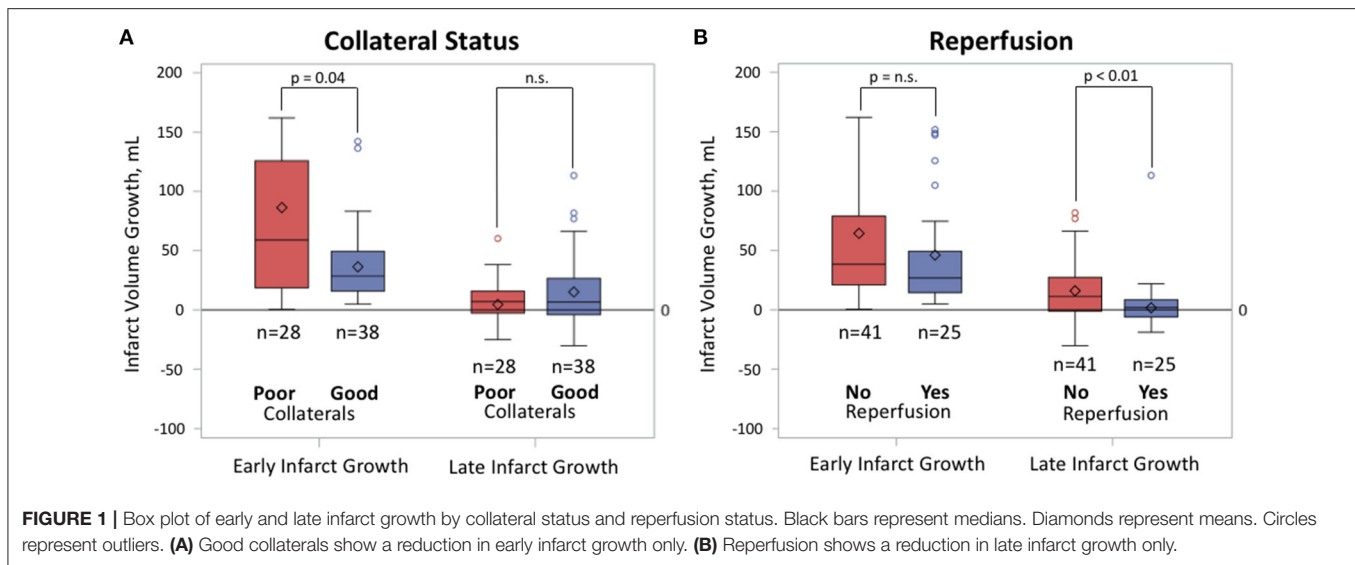 A
Collateral Status
Infarct Volume Growth, mL
200
150
100
50
0
-50
-100
p = 0.04
n.s.
0
n=28
n=38
n=28
n=38
Poor Good
Collaterals
Poor Good
Collaterals
Early Infarct Growth
Late Infarct Growth
B
Reperfusion
Infarct Volume Growth, mL
200
150
100
50
0
-50
-100
p = n.s.
p < 0.01
0
n=41
n=25
n=41
n=25
No Yes
Reperfusion
No Yes
Reperfusion
Early Infarct Growth
Late Infarct Growth
FIGURE 1 | Box plot of early and late infarct growth by collateral status and reperfusion status. Black bars represent medians. Diamonds represent means. Circles
represent outliers. (A) Good collaterals show a reduction in early infarct growth only. (B) Reperfusion shows a reduction in late infarct growth only.